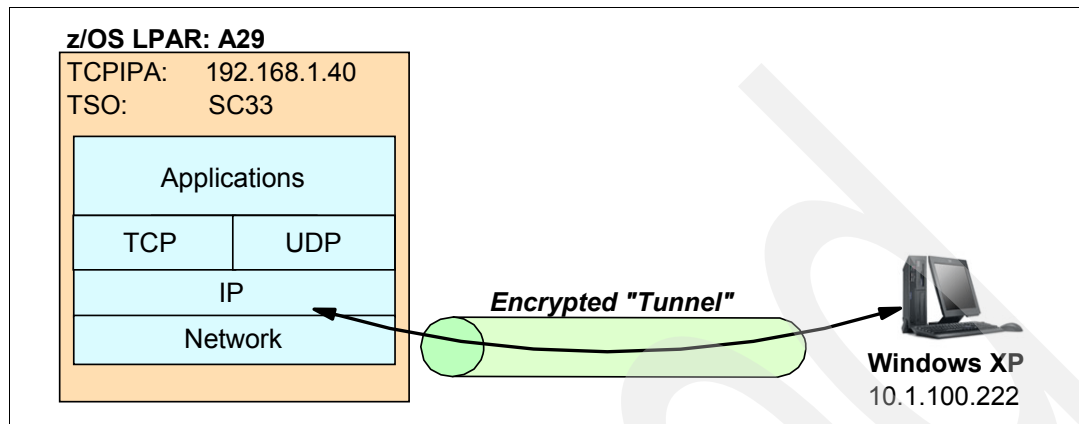 z/OS LPAR: A29
TCPIPA: 192.168.1.40
TSO: SC33
Applications
TCP UDP
IP
Network
Encrypted "Tunnel"
Windows XP
10.1.100.222